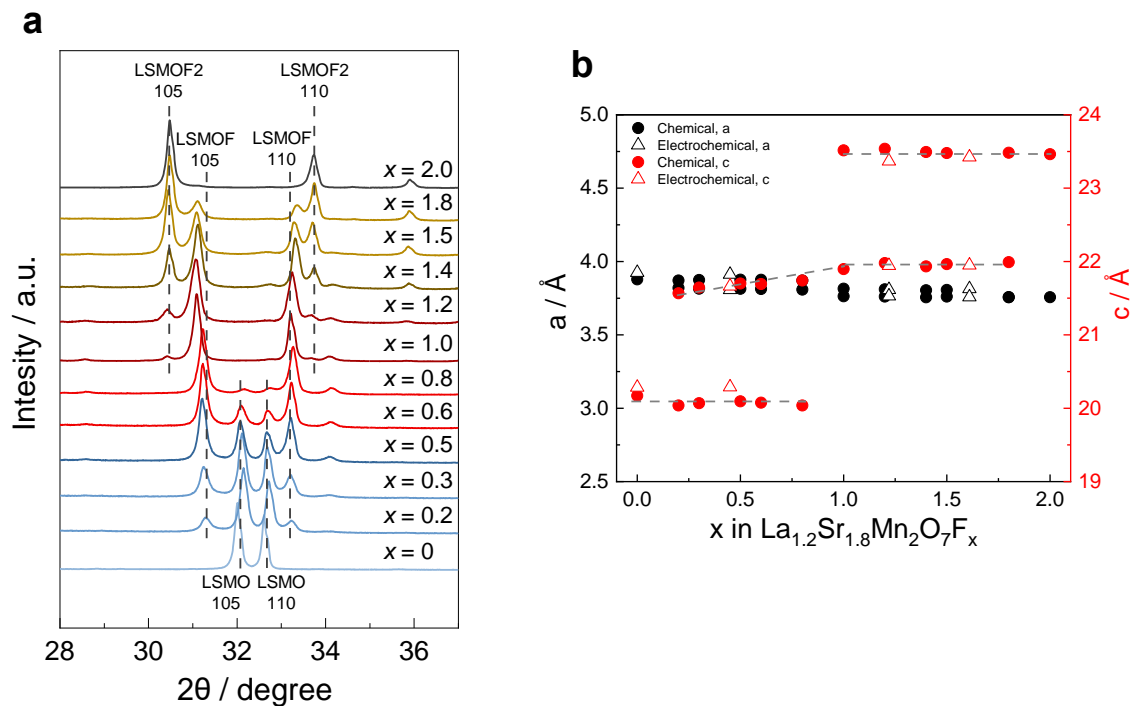 a
LSMOF2
105
LSMOF2
110
LSMOF
105
LSMOF
110
x = 2.0
x = 1.8
x = 1.5
x = 1.4
x = 1.2
x = 1.0
x = 0.8
x = 0.6
x = 0.5
x = 0.3
x = 0.2
x = 0
LSMO
105
LSMO
110
Intesity / a.u.
28 30 32 34 36
2θ / degree
b
Chemical, a
Electrochemical, a
Chemical, c
Electrochemical, c
5.0
4.5
4.0
3.5
3.0
2.5
a / Å
24
23
22
21
20
19
c / Å
0.0 0.5 1.0 1.5 2.0
x in La1.2Sr1.8Mn2O7Fx